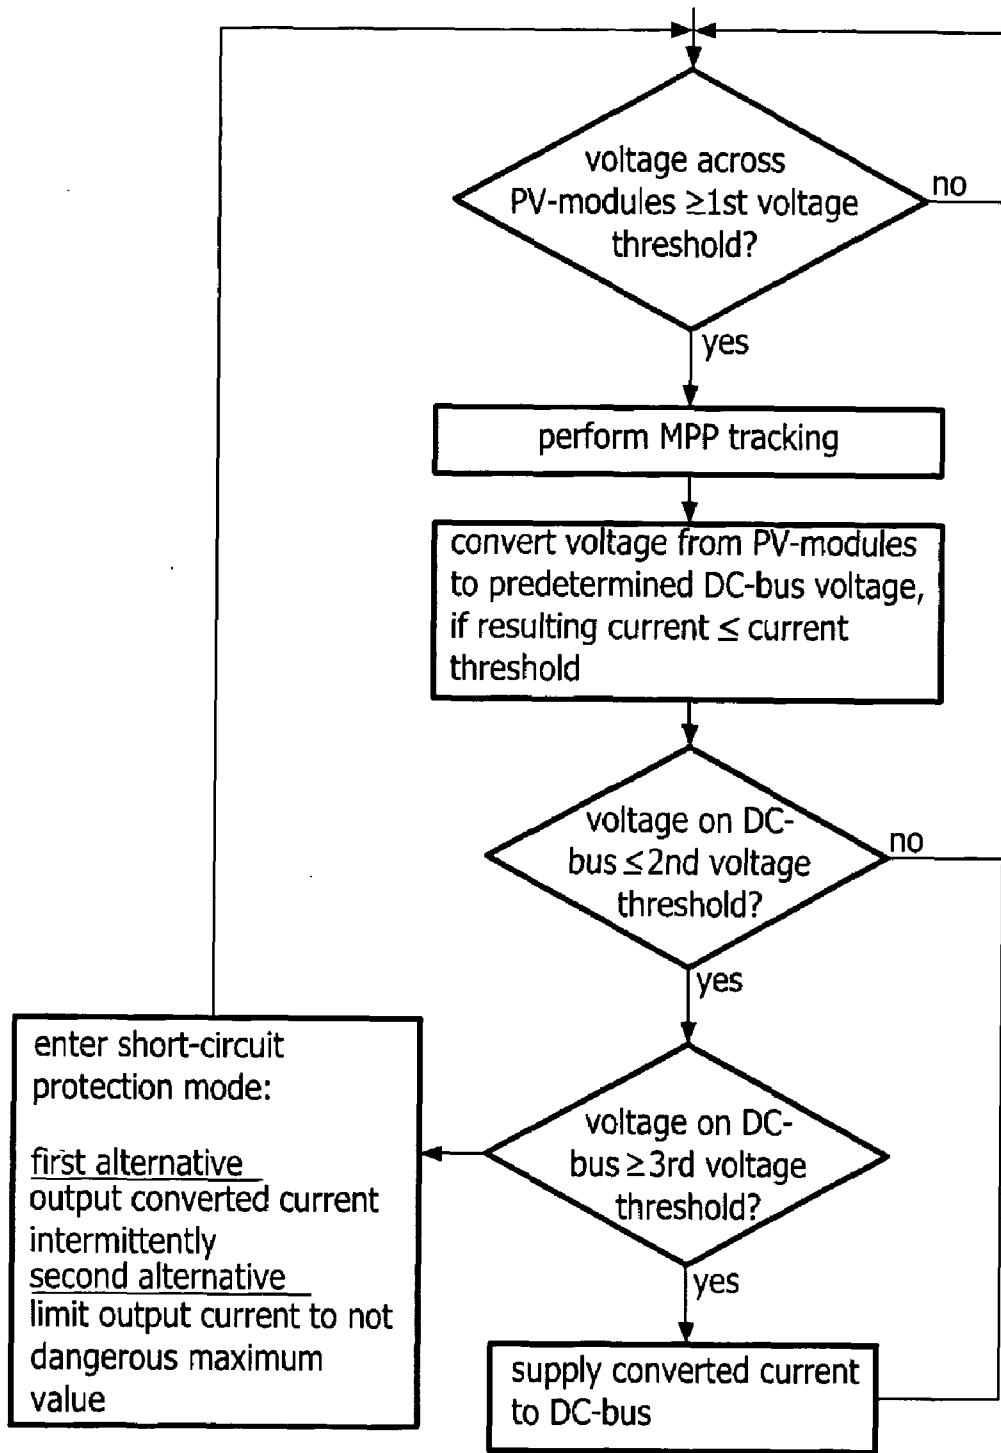 voltage across
PV-modules ≥1st voltage
threshold?
no
yes
perform MPP tracking
convert voltage from PV-modules
to predetermined DC-bus voltage,
if resulting current ≤ current
threshold
voltage on DC-
bus ≤2nd voltage
threshold?
no
yes
voltage on DC-
bus ≥3rd voltage
threshold?
yes
enter short-circuit
protection mode:
first alternative
output converted current
intermittently
second alternative
limit output current to not
dangerous maximum
value
supply converted current
to DC-bus